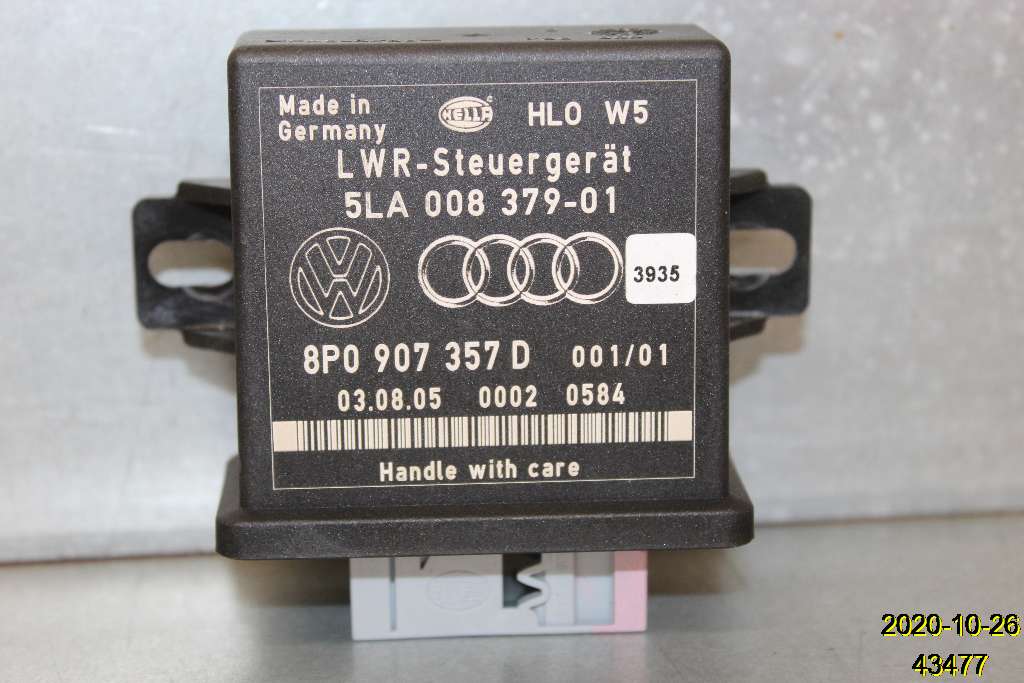 Made in
Germany
HELLA
HLO W5
LWR-Steuergerät
5LA 008 379-01
3935
8P0 907 357 D 001/01
03.08.05 0002 0584
Handle with care
HELLA
2020-10-26
43477